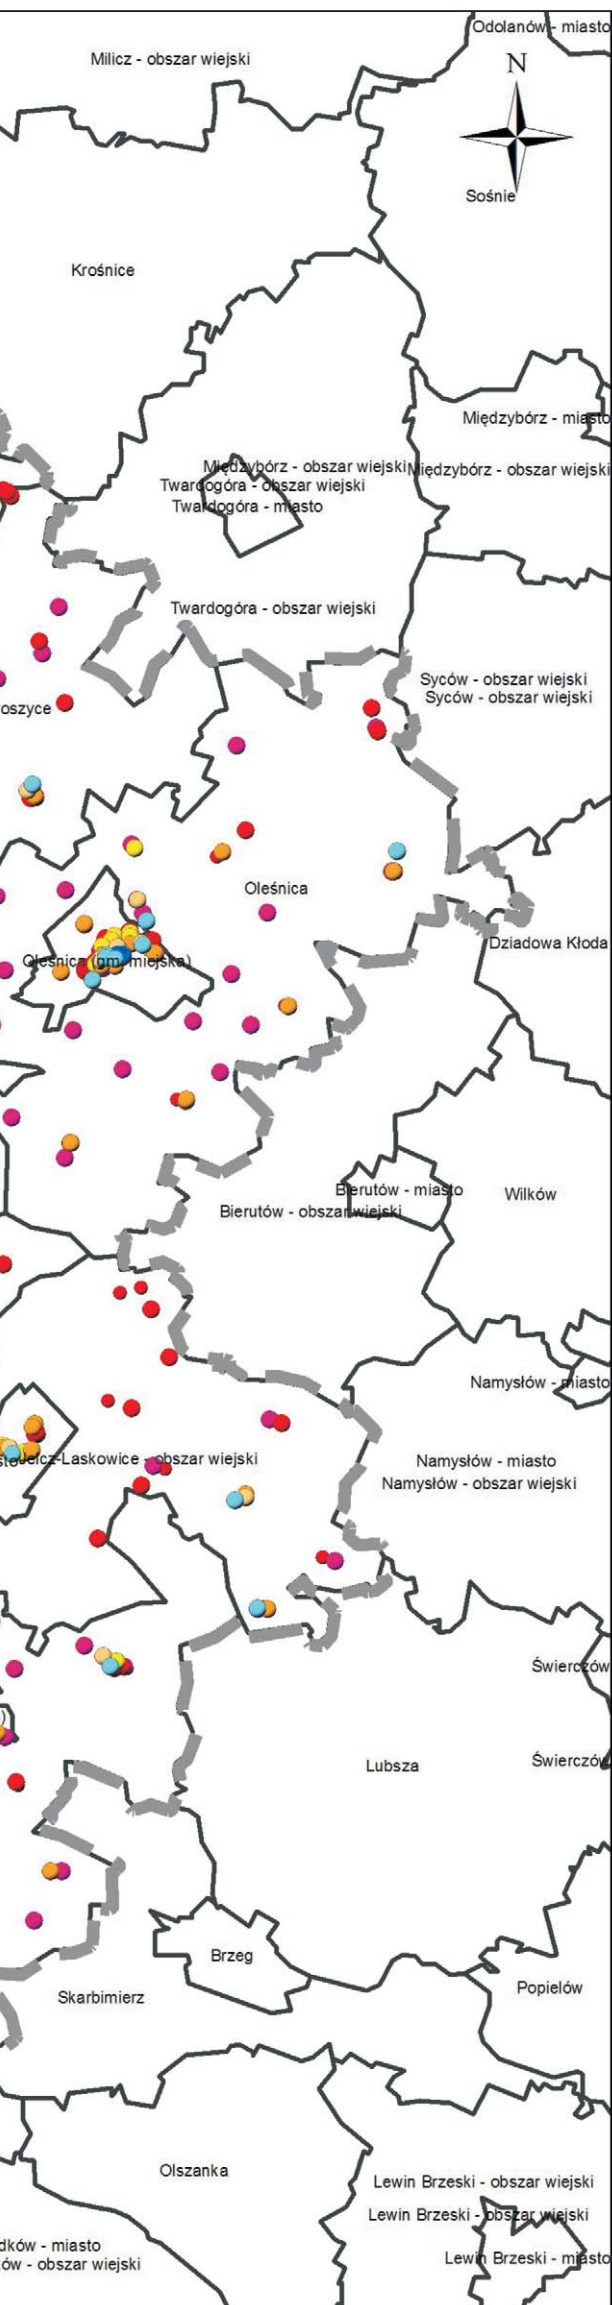 Odolanów - miasto
Milicz - obszar wiejski
N
Sośnie
Krośnice
Międzybórz - miasto
Międzybórz - obszar wiejski
Międzybórz - obszar wiejski
Twardogóra - obszar wiejski
Twardogóra - miasto
Twardogóra - obszar wiejski
Syców - obszar wiejski
Syców - obszar wiejski
oszyce
Oleśnica
Dziadowa Kłoda
Oleśnica (gm. miejska)
Bierutów - miasto
Wilków
Bierutów - obszar wiejski
Namysłów - miasto
Jelcz-Laskowice - obszar wiejski
Namysłów - miasto
Namysłów - obszar wiejski
Świerczów
Świerczów
Lubsza
Brzeg
Popielów
Skarbimierz
Olszanka
Lewin Brzeski - obszar wiejski
Lewin Brzeski - obszar wiejski
dków - miasto
Lewin Brzeski - miasto
ów - obszar wiejski